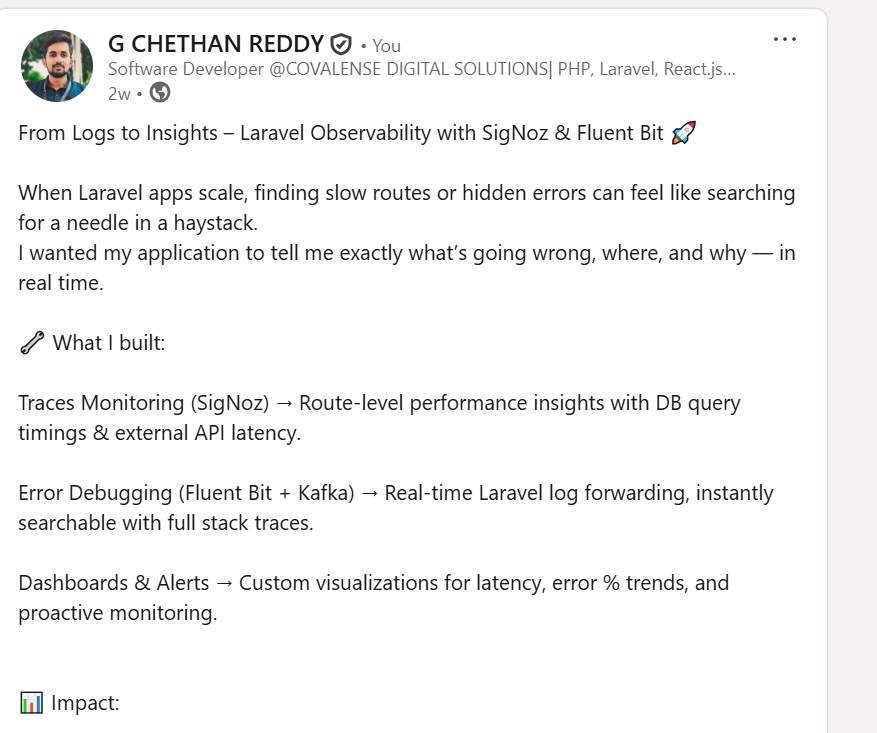 G CHETHAN REDDY • You
Software Developer @COVALENSE DIGITAL SOLUTIONS| PHP, Laravel, React.js...
2w •
From Logs to Insights – Laravel Observability with SigNoz & Fluent Bit 🚀
When Laravel apps scale, finding slow routes or hidden errors can feel like searching
for a needle in a haystack.
I wanted my application to tell me exactly what’s going wrong, where, and why — in
real time.
🔧 What I built:
Traces Monitoring (SigNoz) → Route-level performance insights with DB query
timings & external API latency.
Error Debugging (Fluent Bit + Kafka) → Real-time Laravel log forwarding, instantly
searchable with full stack traces.
Dashboards & Alerts → Custom visualizations for latency, error % trends, and
proactive monitoring.
📊 Impact: